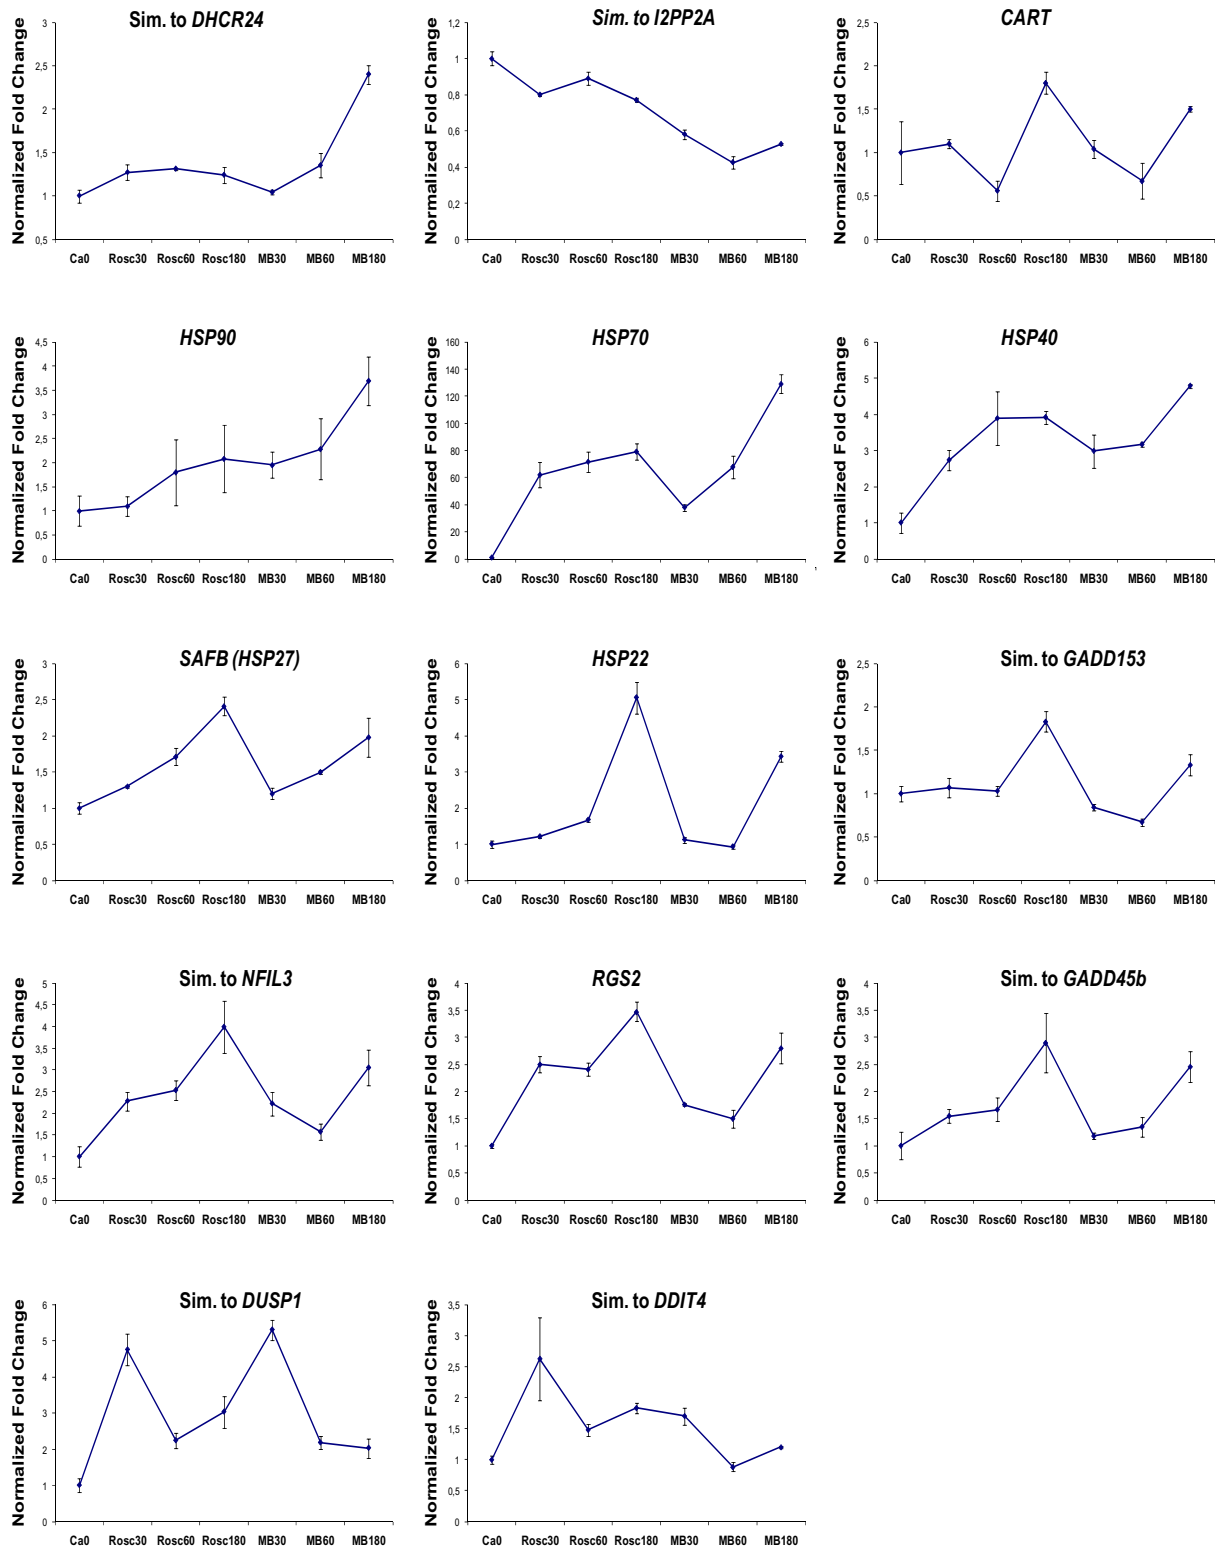 Sim. to DHCR24
Normalized Fold Change
3
2,5
2
1,5
1
0,5
Ca0 Rosc30 Rosc60 Rosc180 MB30 MB60 MB180
Sim. to I2PP2A
Normalized Fold Change
1,2
1
0,8
0,6
0,4
0,2
0
Ca0 Rosc30 Rosc60 Rosc180 MB30 MB60 MB180
CART
Normalized Fold Change
2,5
2
1,5
1
0,5
0
Ca0 Rosc30 Rosc60 Rosc180 MB30 MB60 MB180
HSP90
Normalized Fold Change
4,5
4
3,5
3
2,5
2
1,5
1
0,5
0
Ca0 Rosc30 Rosc60 Rosc180 MB30 MB60 MB180
HSP70
Normalized Fold Change
160
140
120
100
80
60
40
20
0
Ca0 Rosc30 Rosc60 Rosc180 MB30 MB60 MB180
,
HSP40
Normalized Fold Change
6
5
4
3
2
1
0
Ca0 Rosc30 Rosc60 Rosc180 MB30 MB60 MB180
SAFB (HSP27)
Normalized Fold Change
3
2,5
2
1,5
1
0,5
0
Ca0 Rosc30 Rosc60 Rosc180 MB30 MB60 MB180
HSP22
Normalized Fold Change
6
5
4
3
2
1
0
Ca0 Rosc30 Rosc60 Rosc180 MB30 MB60 MB180
Sim. to GADD153
Normalized Fold Change
2,5
2
1,5
1
0,5
0
Ca0 Rosc30 Rosc60 Rosc180 MB30 MB60 MB180
Sim. to NFIL3
Normalized Fold Change
5
4,5
4
3,5
3
2,5
2
1,5
1
0,5
0
Ca0 Rosc30 Rosc60 Rosc180 MB30 MB60 MB180
RGS2
Normalized Fold Change
4
3,5
3
2,5
2
1,5
1
0,5
0
Ca0 Rosc30 Rosc60 Rosc180 MB30 MB60 MB180
Sim. to GADD45b
Normalized Fold Change
4
3,5
3
2,5
2
1,5
1
0,5
0
Ca0 Rosc30 Rosc60 Rosc180 MB30 MB60 MB180
Sim. to DUSP1
Normalized Fold Change
6
5
4
3
2
1
0
Ca0 Rosc30 Rosc60 Rosc180 MB30 MB60 MB180
Sim. to DDIT4
Normalized Fold Change
3,5
3
2,5
2
1,5
1
0,5
0
Ca0 Rosc30 Rosc60 Rosc180 MB30 MB60 MB180